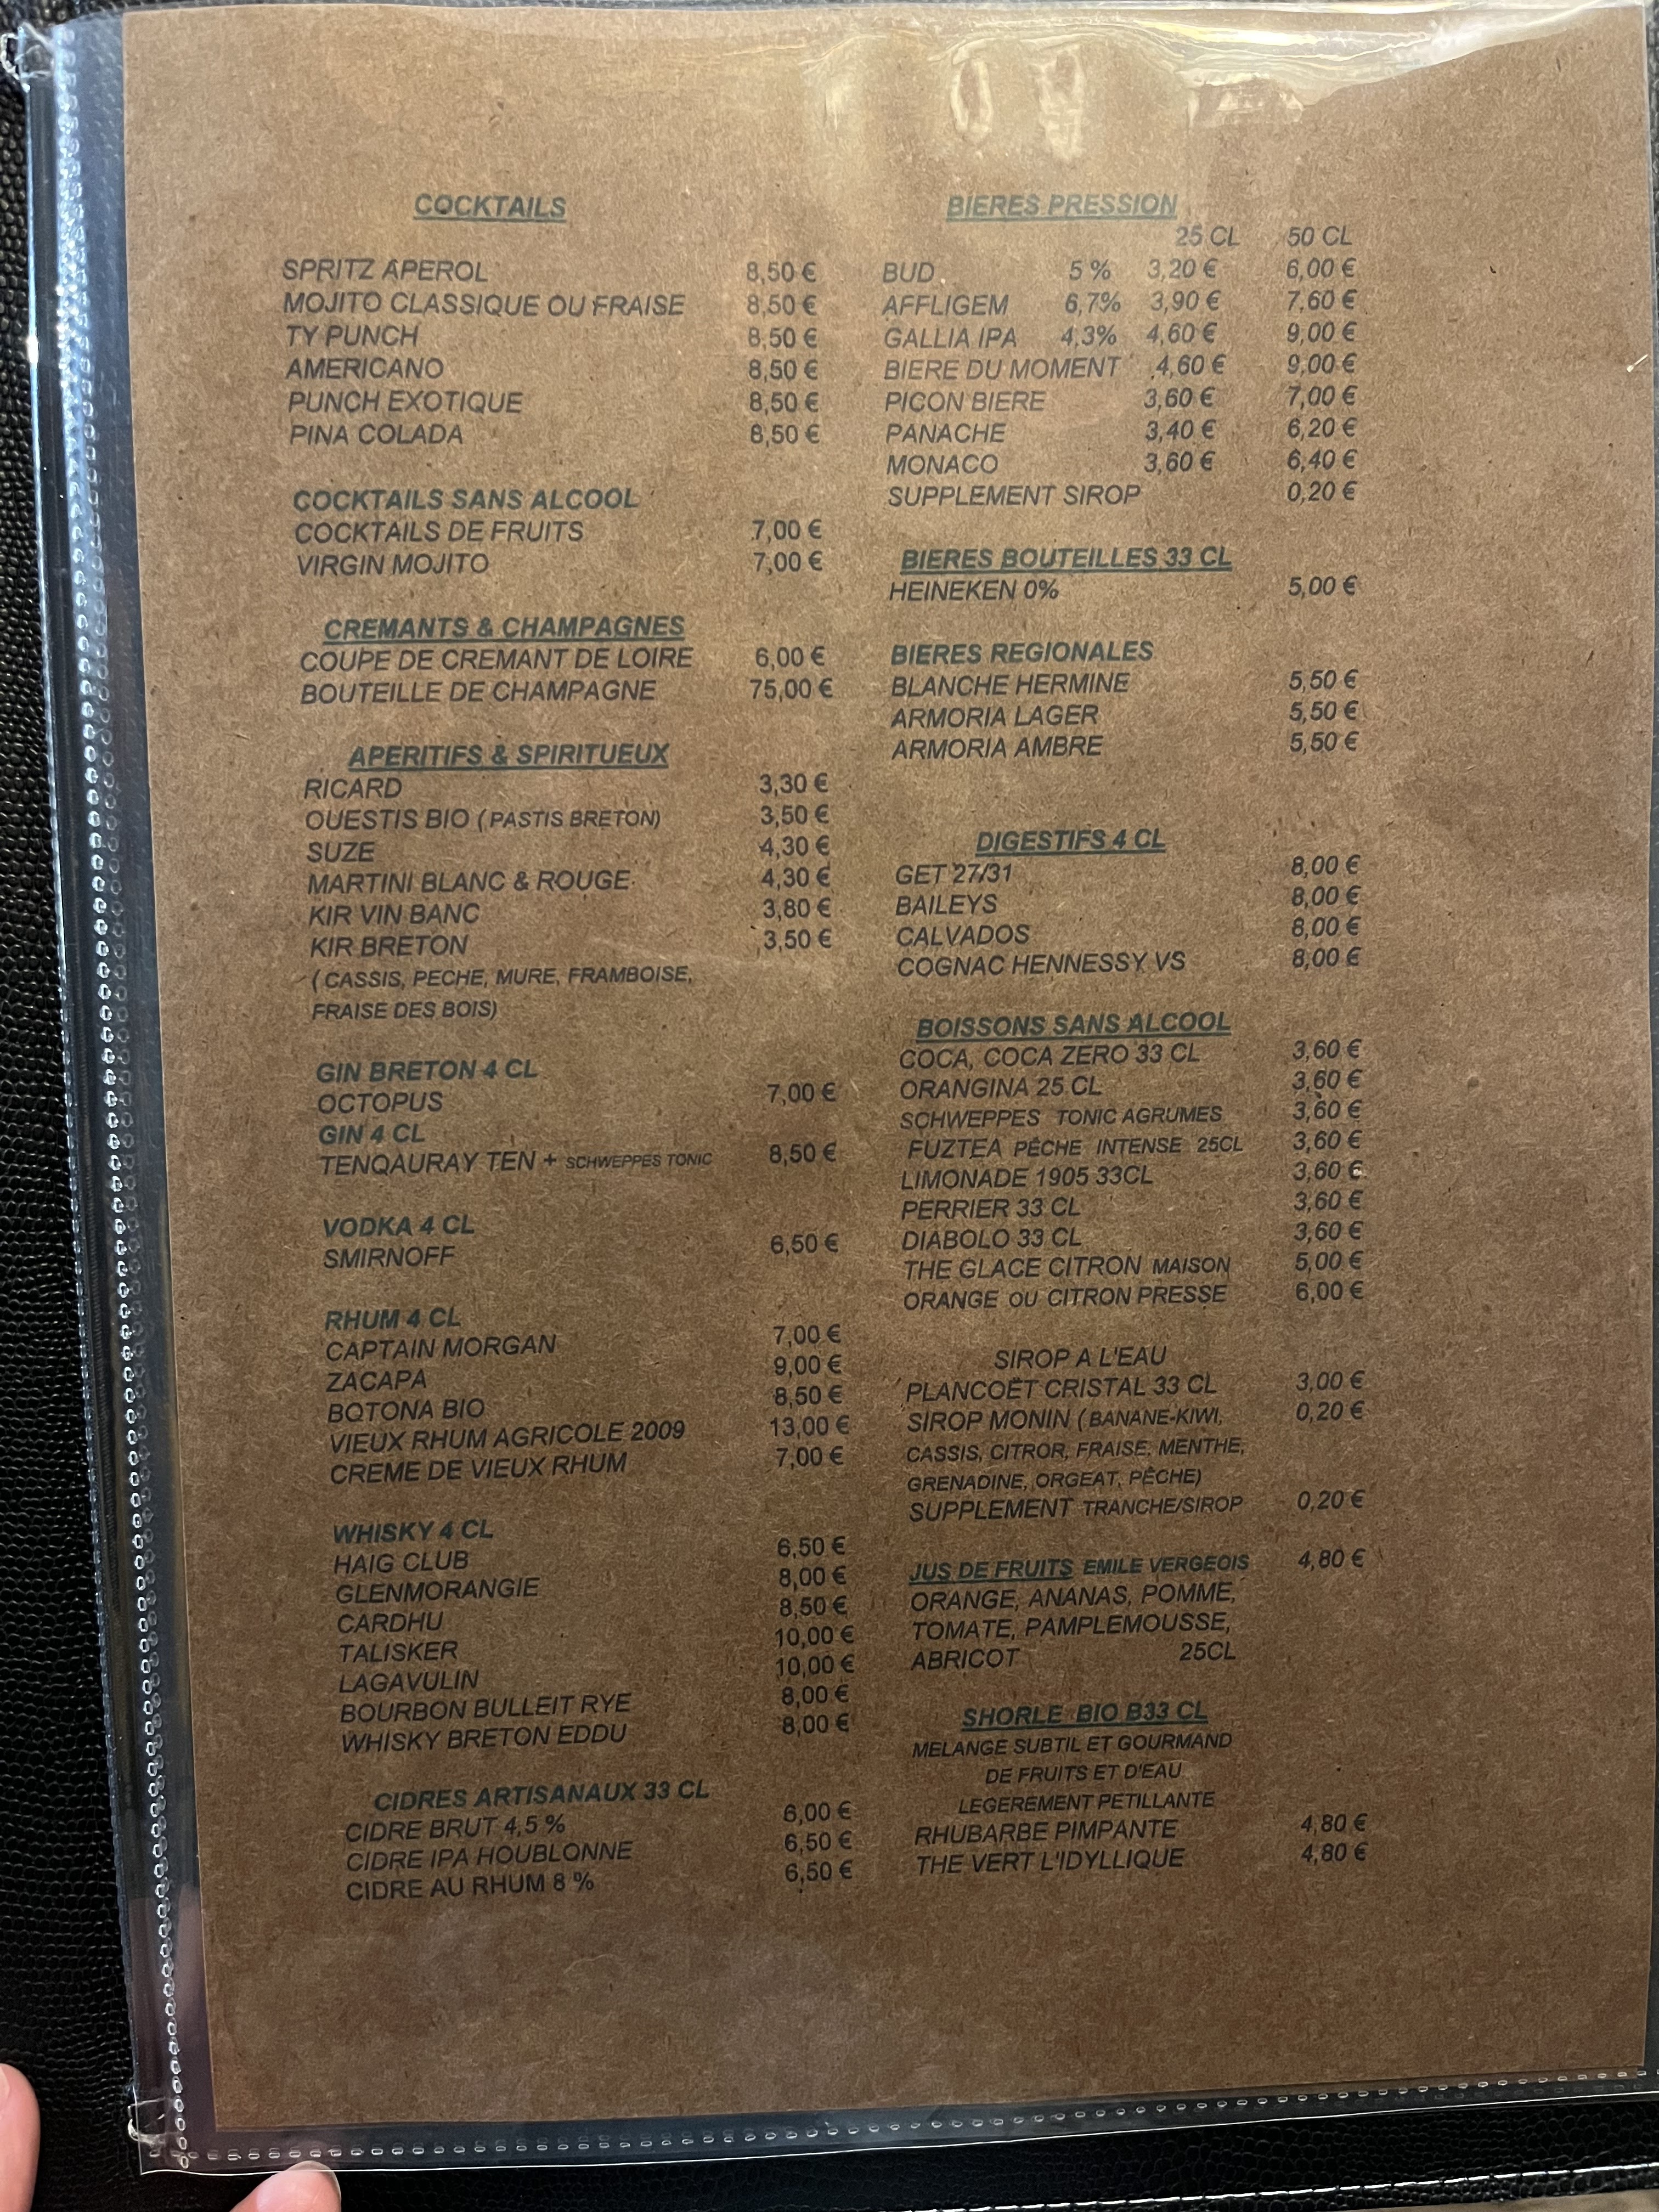 COCKTAILS
SPRITZ APEROL 8,50 €
MOJITO CLASSIQUE OU FRAISE 8,50 €
TY PUNCH 8,50 €
AMERICANO 8,50 €
PUNCH EXOTIQUE 8,50 €
PINA COLADA 8,50 €
COCKTAILS SANS ALCOOL
COCKTAILS DE FRUITS 7,00 €
VIRGIN MOJITO 7,00 €
CREMANTS & CHAMPAGNES
COUPE DE CREMANT DE LOIRE 6,00 €
BOUTEILLE DE CHAMPAGNE 75,00 €
APERITIFS & SPIRITUEUX
RICARD 3,30 €
OUESTIS BIO ( PASTIS BRETON) 3,50 €
SUZE 4,30 €
MARTINI BLANC & ROUGE 4,30 €
KIR VIN BANC 3,80 €
KIR BRETON 3,50 €
( CASSIS, PECHE, MURE, FRAMBOISE,
FRAISE DES BOIS)
GIN BRETON 4 CL
OCTOPUS 7,00 €
GIN 4 CL
TENQAURAY TEN + SCHWEPPES TONIC 8,50 €
VODKA 4 CL
SMIRNOFF 6,50 €
RHUM 4 CL
CAPTAIN MORGAN 7,00 €
ZACAPA 9,00 €
BOTONA BIO 8,50 €
VIEUX RHUM AGRICOLE 2009 13,00 €
CREME DE VIEUX RHUM 7,00 €
WHISKY 4 CL
HAIG CLUB 6,50 €
GLENMORANGIE 8,00 €
CARDHU 8,50 €
TALISKER 10,00 €
LAGAVULIN 10,00 €
BOURBON BULLEIT RYE 8,00 €
WHISKY BRETON EDDU 8,00 €
CIDRES ARTISANAUX 33 CL
CIDRE BRUT 4,5 % 6,00 €
CIDRE IPA HOUBLONNE 6,50 €
CIDRE AU RHUM 8 % 6,50 €
BIERES PRESSION
25 CL 50 CL
BUD 5 % 3,20 € 6,00 €
AFFLIGEM 6,7% 3,90 € 7,60 €
GALLIA IPA 4,3% 4,60 € 9,00 €
BIERE DU MOMENT 4,60 € 9,00 €
PICON BIERE 3,60 € 7,00 €
PANACHE 3,40 € 6,20 €
MONACO 3,60 € 6,40 €
SUPPLEMENT SIROP 0,20 €
BIERES BOUTEILLES 33 CL
HEINEKEN 0% 5,00 €
BIERES REGIONALES
BLANCHE HERMINE 5,50 €
ARMORIA LAGER 5,50 €
ARMORIA AMBRE 5,50 €
DIGESTIFS 4 CL
GET 27/31 8,00 €
BAILEYS 8,00 €
CALVADOS 8,00 €
COGNAC HENNESSY VS 8,00 €
BOISSONS SANS ALCOOL
COCA, COCA ZERO 33 CL 3,60 €
ORANGINA 25 CL 3,60 €
SCHWEPPES TONIC AGRUMES 3,60 €
FUZTEA PÊCHE INTENSE 25CL 3,60 €
LIMONADE 1905 33CL 3,60 €
PERRIER 33 CL 3,60 €
DIABOLO 33 CL 3,60 €
THE GLACE CITRON MAISON 5,00 €
ORANGE OU CITRON PRESSE 6,00 €
SIROP A L'EAU
PLANCOËT CRISTAL 33 CL 3,00 €
SIROP MONIN ( BANANE-KIWI, 0,20 €
CASSIS, CITROR, FRAISE, MENTHE,
GRENADINE, ORGEAT, PÊCHE)
SUPPLEMENT TRANCHE/SIROP 0,20 €
JUS DE FRUITS EMILE VERGEOIS 4,80 €
ORANGE, ANANAS, POMME,
TOMATE, PAMPLEMOUSSE,
ABRICOT 25CL
SHORLE BIO B33 CL
MELANGE SUBTIL ET GOURMAND
DE FRUITS ET D'EAU
LEGEREMENT PETILLANTE
RHUBARBE PIMPANTE 4,80 €
THE VERT L'IDYLLIQUE 4,80 €